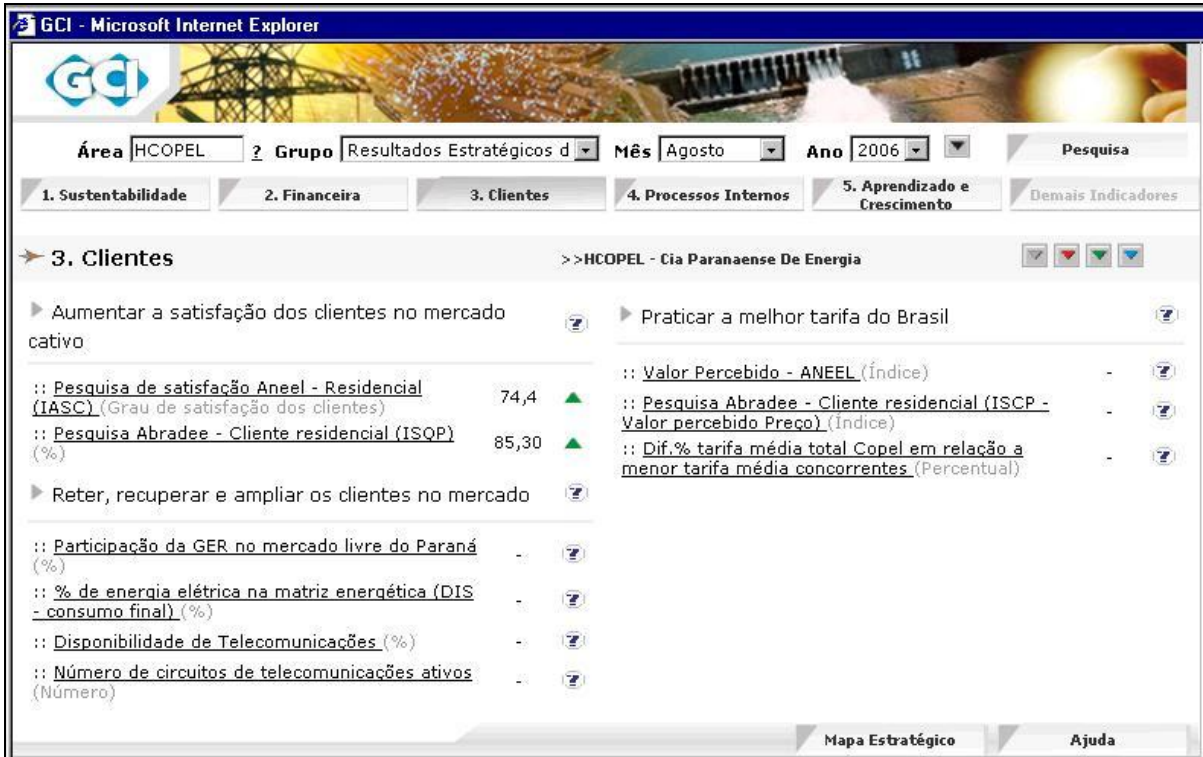 GCI - Microsoft Internet Explorer
GCI
Área HCOPEL ? Grupo Resultados Estratégicos d Mês Agosto Ano 2006 Pesquisa
1. Sustentabilidade 2. Financeira 3. Clientes 4. Processos Internos 5. Aprendizado e Crescimento Demais Indicadores
3. Clientes >>HCOPEL - Cia Paranaense De Energia
Aumentar a satisfação dos clientes no mercado
cativo
:: Pesquisa de satisfação Aneel - Residencial
(IASC) (Grau de satisfação dos clientes) 74,4
:: Pesquisa Abradee - Cliente residencial (ISQP) 85,30
(%)
Reter, recuperar e ampliar os clientes no mercado
:: Participação da GER no mercado livre do Paraná -
(%)
:: % de energia elétrica na matriz energética (DIS
- consumo final) (%) -
:: Disponibilidade de Telecomunicações (%) -
:: Número de circuitos de telecomunicações ativos -
(Número)
Praticar a melhor tarifa do Brasil
:: Valor Percebido - ANEEL (Índice) -
:: Pesquisa Abradee - Cliente residencial (ISCP -
Valor percebido Preço) (Índice) -
:: Dif.% tarifa média total Copel em relação a
menor tarifa média concorrentes (Percentual) -
Mapa Estratégico Ajuda